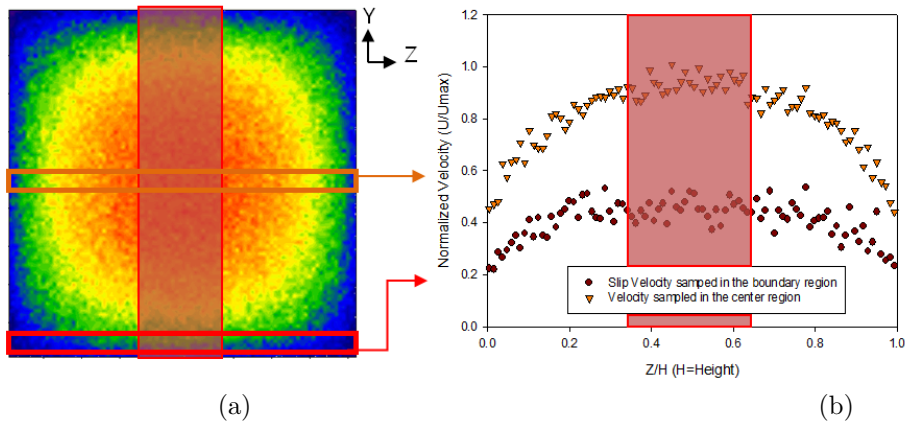 Y
Z
(a)
Normalized Velocity (U/Umax)
1.2
1.0
0.8
0.6
0.4
0.2
0.0
Slip Velocity samped in the boundary region
Velocity sampled in the center region
0.0 0.2 0.4 0.6 0.8 1.0
Z/H (H=Height)
(b)